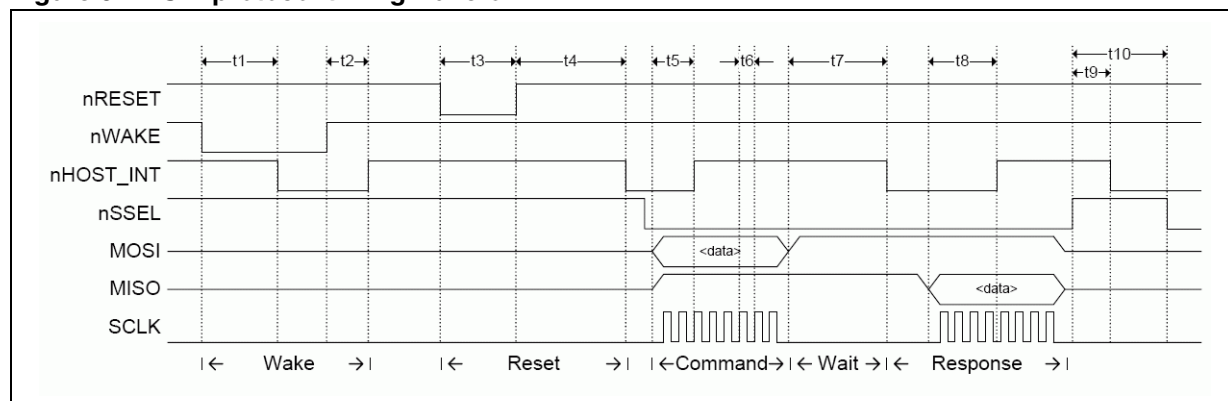 t1 t2 t3 t4 t5 t6 t7 t8 t10
t9
nRESET
nWAKE
nHOST_INT
nSSEL
MOSI <data>
MISO <data>
SCLK
|← Wake →| |← Reset →| |←Command→|← Wait →|← Response →|